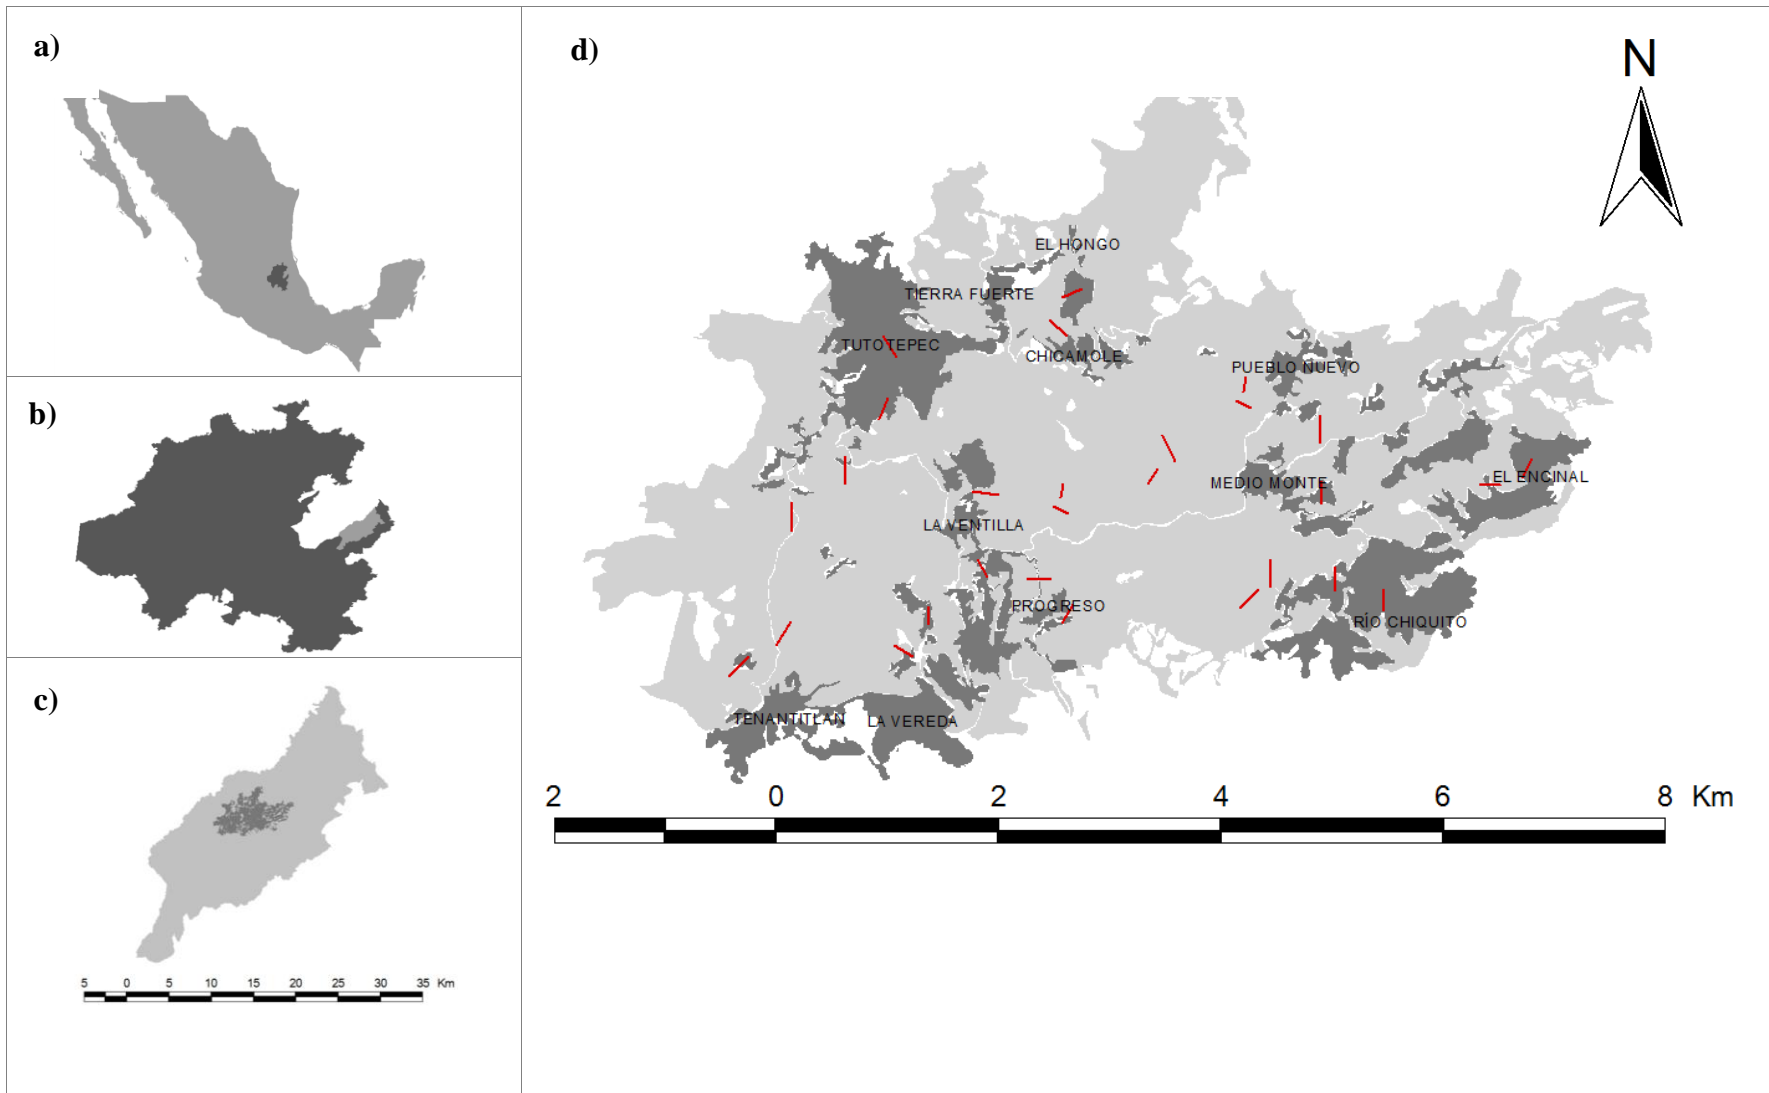 a)
b)
c)
5 0 5 10 15 20 25 30 35 Km
d)
N
EL HONGO
TIERRA FUERTE
TUTOTEPEC
CHICAMOLE
PUEBLO NUEVO
MEDIO MONTE
EL ENCINAL
LA VENTILLA
PROGRESO
RÍO CHIQUITO
TENANTITLAN
LA VEREDA
2 0 2 4 6 8 Km